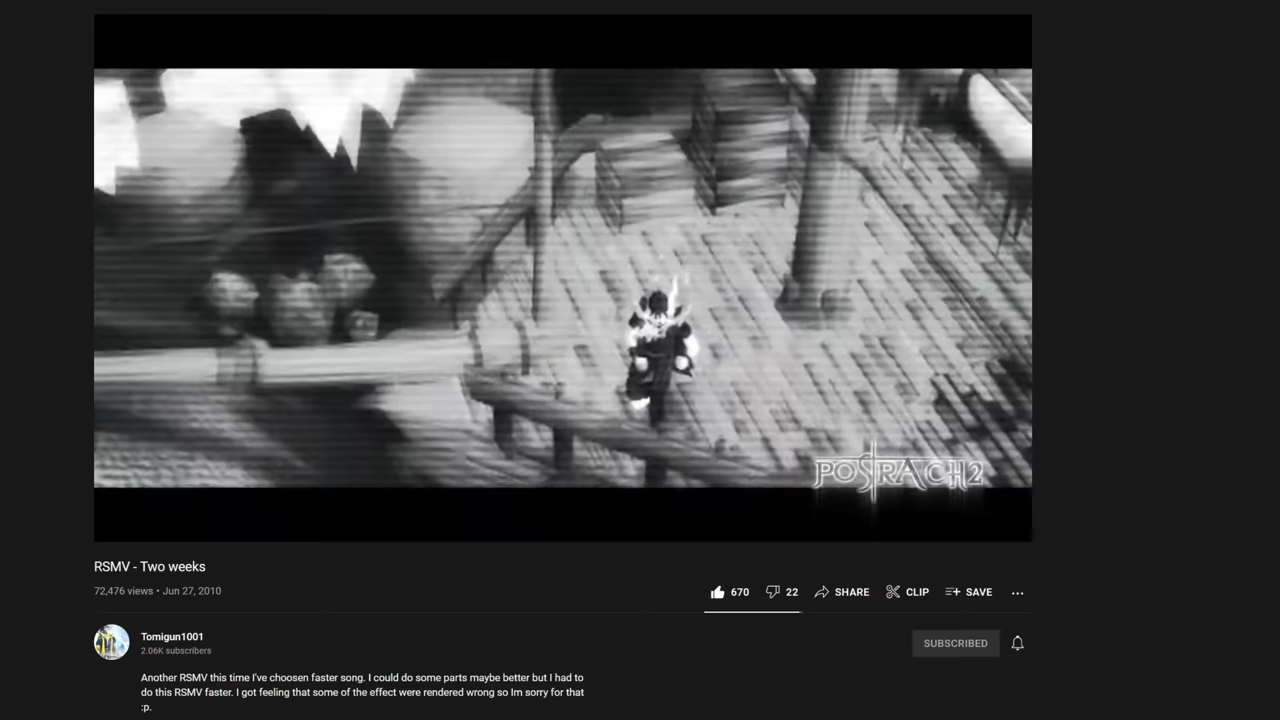 POSTRACH2
RSMV - Two weeks
72,476 views • Jun 27, 2010
670
22
SHARE
CLIP
SAVE
Tomigun1001
2.06K subscribers
SUBSCRIBED
Another RSMV this time I've choosen faster song. I could do some parts maybe better but I had to
do this RSMV faster. I got feeling that some of the effect were rendered wrong so Im sorry for that
:p.